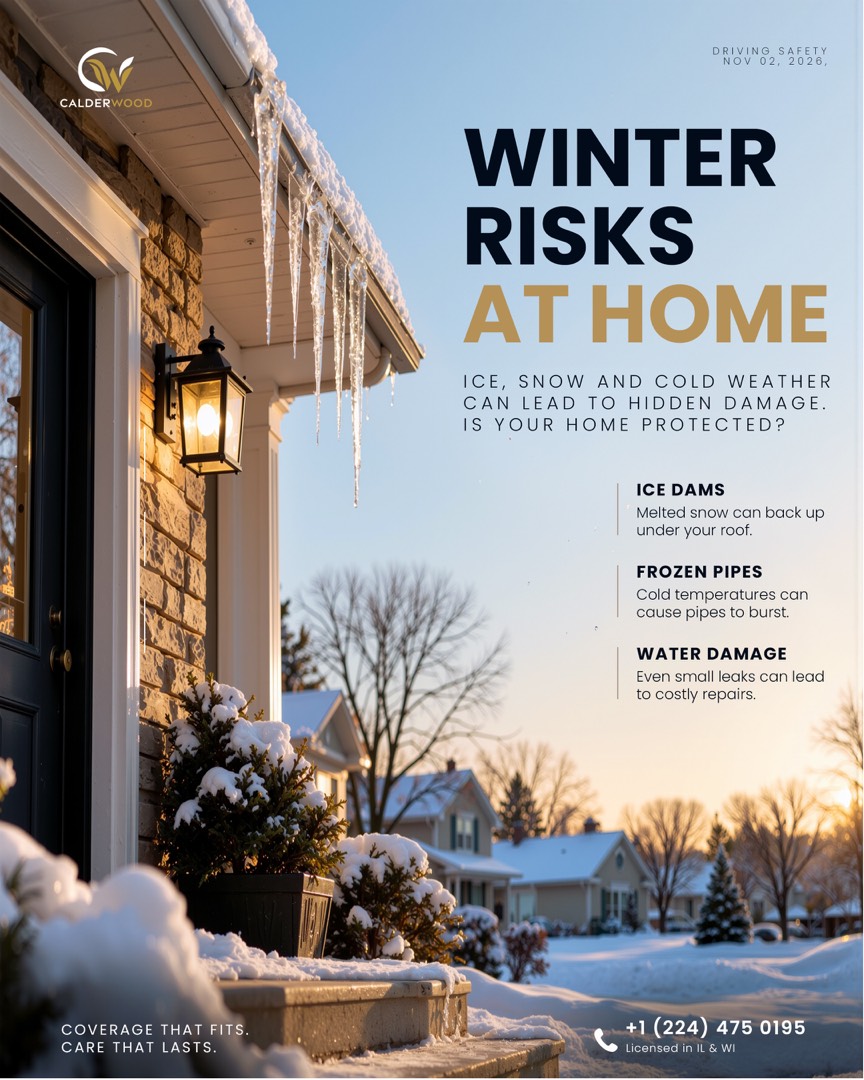 CALDERWOOD
DRIVING SAFETY
NOV 02, 2026,
WINTER
RISKS
AT HOME
ICE, SNOW AND COLD WEATHER
CAN LEAD TO HIDDEN DAMAGE.
IS YOUR HOME PROTECTED?
ICE DAMS
Melted snow can back up
under your roof.
FROZEN PIPES
Cold temperatures can
cause pipes to burst.
WATER DAMAGE
Even small leaks can lead
to costly repairs.
COVERAGE THAT FITS.
CARE THAT LASTS.
+1 (224) 475 0195
Licensed in IL & WI